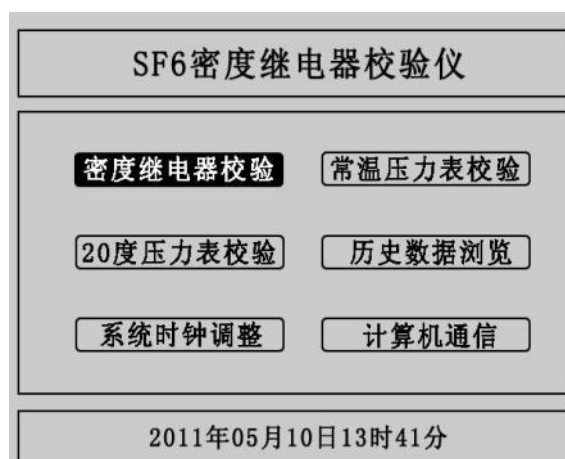 SF6密度继电器校验仪
密度继电器校验 常温压力表校验
20度压力表校验 历史数据浏览
系统时钟调整 计算机通信
2011年05月10日13时41分